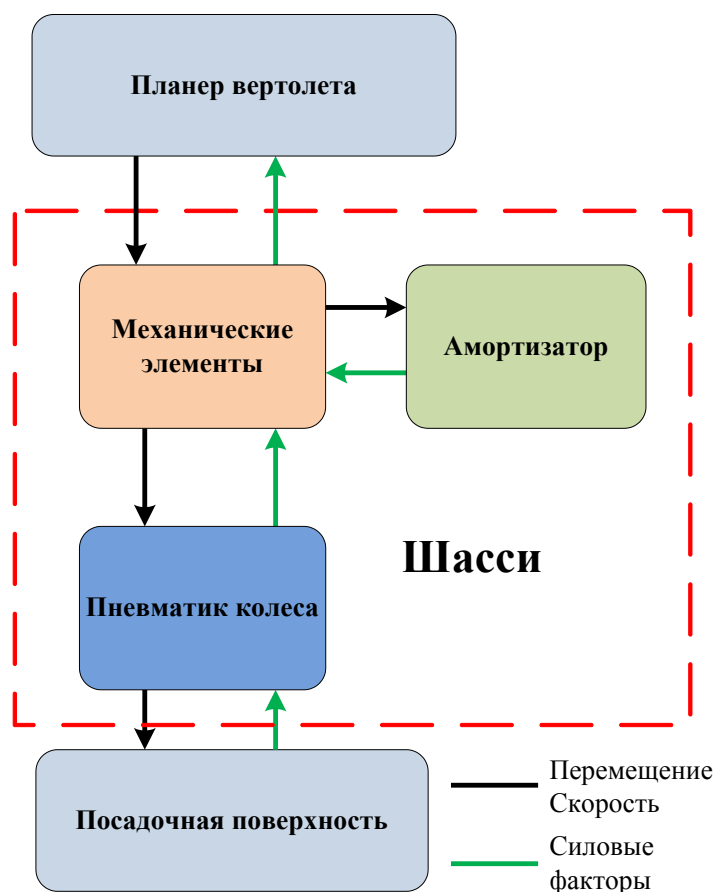 Планер вертолета
Механические
элементы
Амортизатор
Шасси
Пневматик колеса
Посадочная поверхность
Перемещение
Скорость
Силовые
факторы